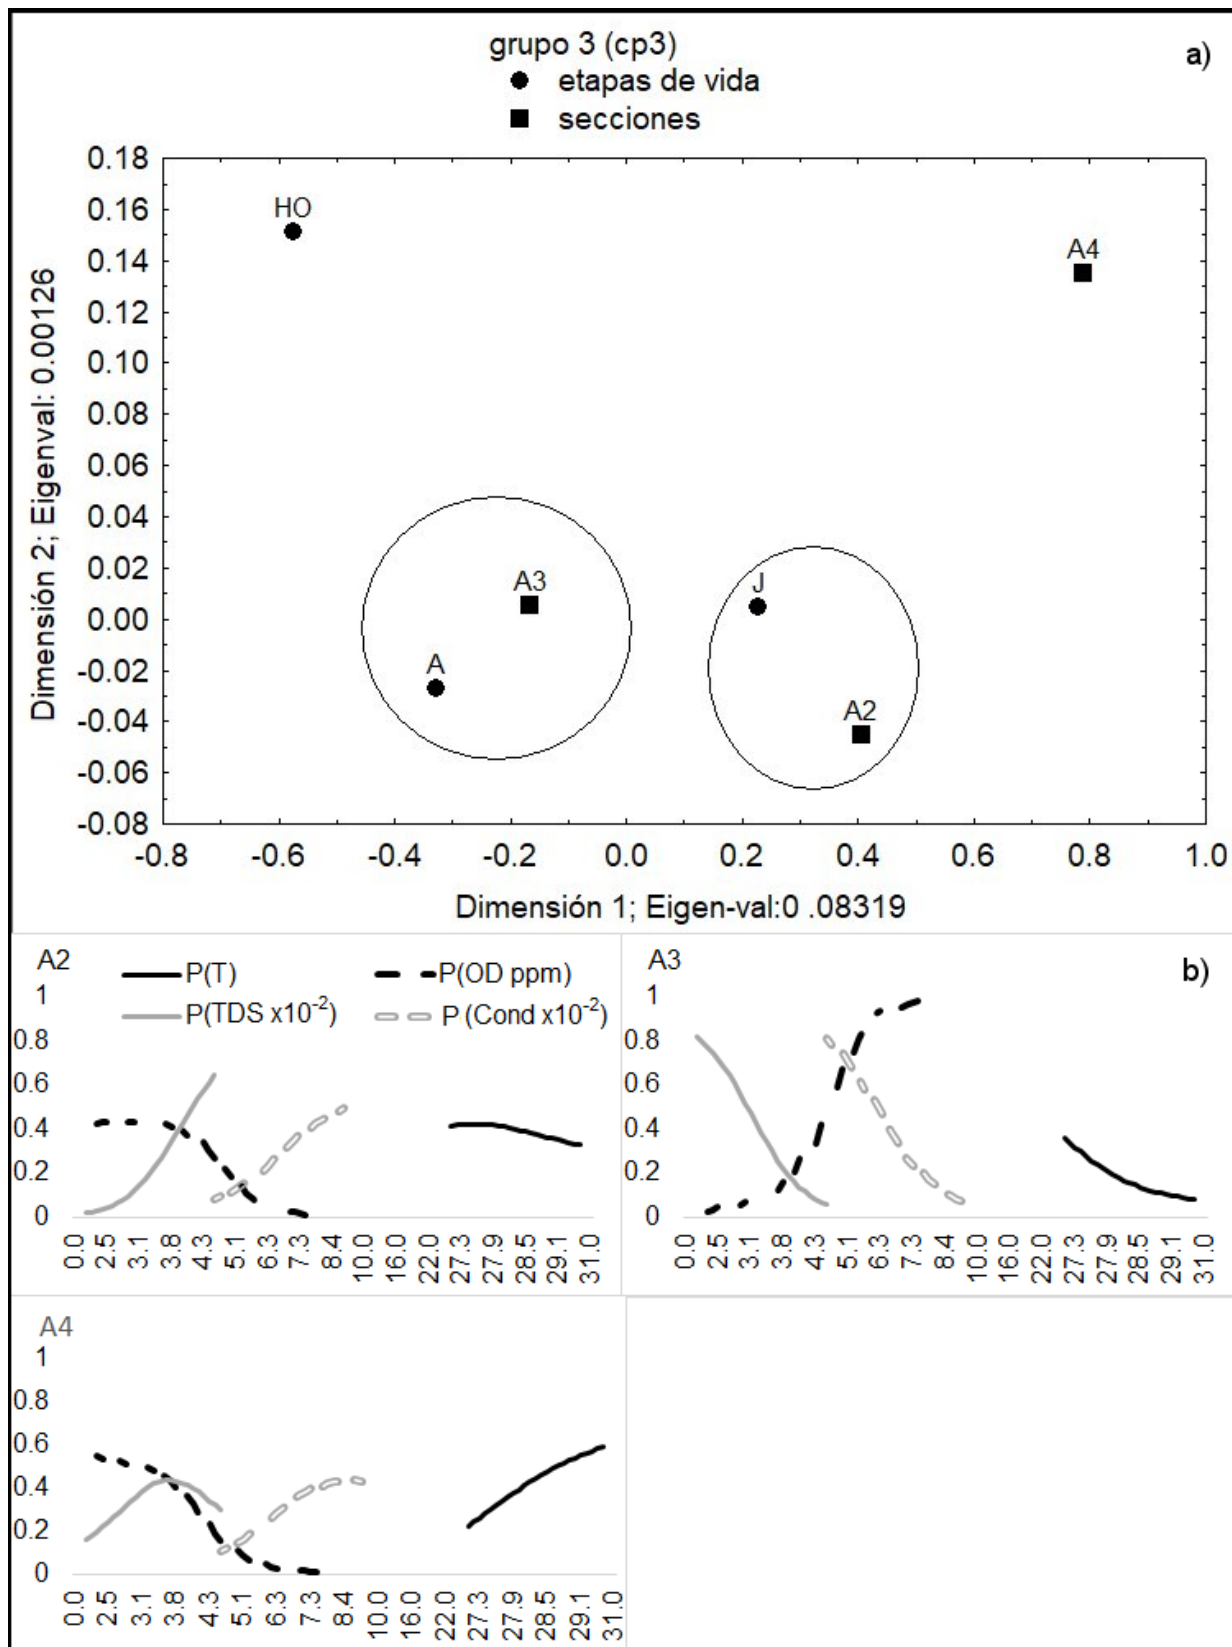 grupo 3 (cp3)
a)
etapas de vida
secciones
0.18
0.16
0.14
0.12
0.10
0.08
0.06
0.04
0.02
0.00
-0.02
-0.04
-0.06
-0.08
Dimensión 2; Eigenval: 0.00126
HO
A4
A3
A
J
A2
-0.8 -0.6 -0.4 -0.2 0.0 0.2 0.4 0.6 0.8 1.0
Dimensión 1; Eigen-val:0 .08319
A2
P(T) P(OD ppm)
P(TDS x10-2) P (Cond x10-2)
1
0.8
0.6
0.4
0.2
0
0.0 2.5 3.1 3.8 4.3 5.1 6.3 7.3 8.4 10.0 16.0 22.0 27.3 27.9 28.5 29.1 31.0
A3
b)
1
0.8
0.6
0.4
0.2
0
0.0 2.5 3.1 3.8 4.3 5.1 6.3 7.3 8.4 10.0 16.0 22.0 27.3 27.9 28.5 29.1 31.0
A4
1
0.8
0.6
0.4
0.2
0
0.0 2.5 3.1 3.8 4.3 5.1 6.3 7.3 8.4 10.0 16.0 22.0 27.3 27.9 28.5 29.1 31.0